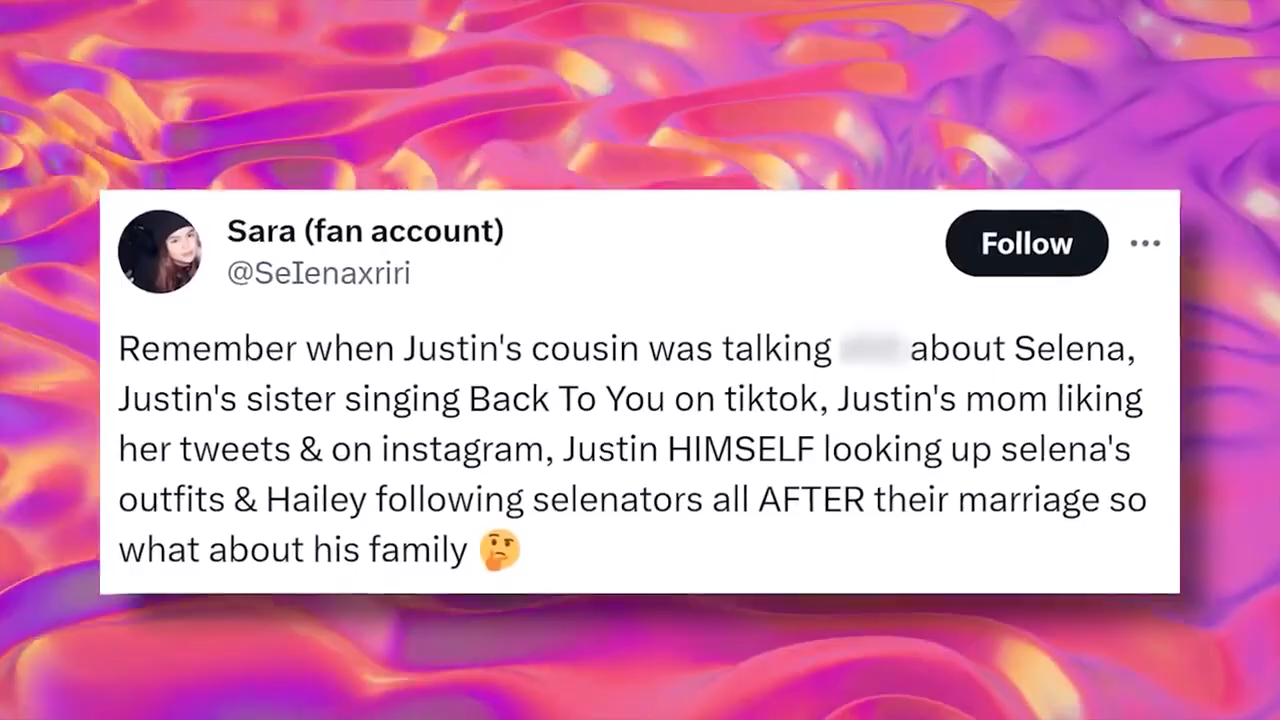 Sara (fan account)
@SeIenaxriri
Follow
Remember when Justin's cousin was talking about Selena,
Justin's sister singing Back To You on tiktok, Justin's mom liking
her tweets & on instagram, Justin HIMSELF looking up selena's
outfits & Hailey following selenators all AFTER their marriage so
what about his family 🤔